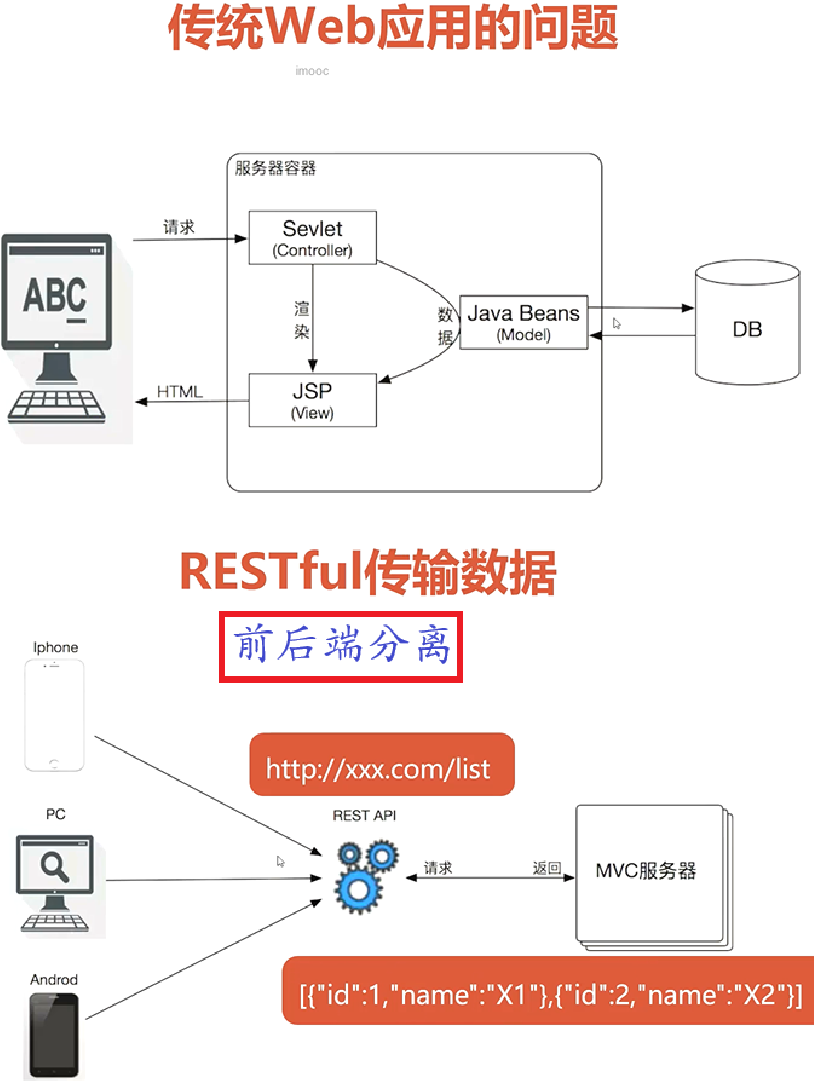 传统Web应用的问题
imooc
服务器容器
请求
Sevlet
(Controller)
渲
染
数
据
Java Beans
(Model)
DB
ABC
HTML
JSP
(View)
RESTful传输数据
前后端分离
Iphone
http://xxx.com/list
PC
REST API
请求
返回
MVC服务器
Androd
[{"id":1,"name":"X1"},{"id":2,"name":"X2"}]